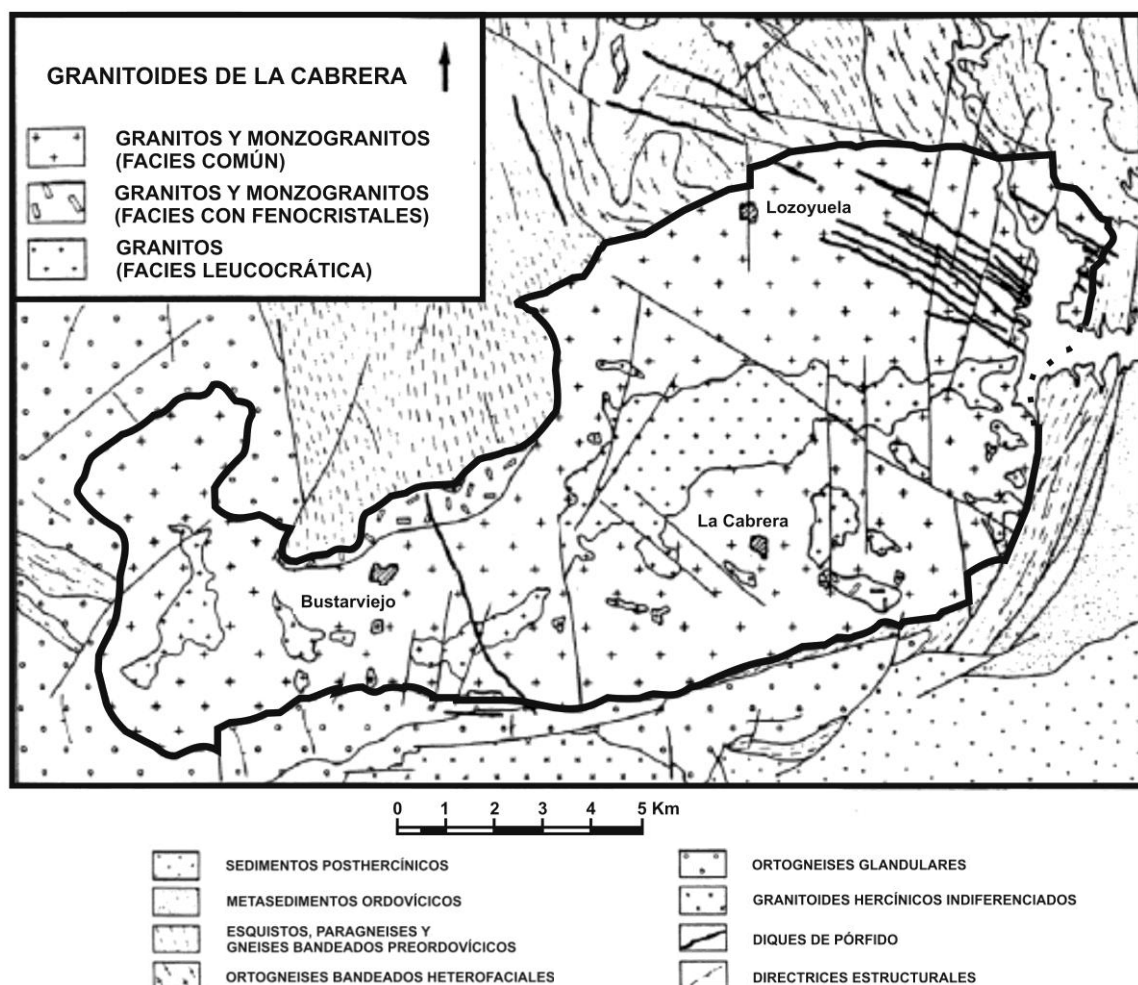 GRANITOIDES DE LA CABRERA
GRANITOS Y MONZOGRANITOS
(FACIES COMÚN)
GRANITOS Y MONZOGRANITOS
(FACIES CON FENOCRISTALES)
GRANITOS
(FACIES LEUCOCRÁTICA)
Lozoyuela
La Cabrera
Bustarviejo
0 1 2 3 4 5 Km
SEDIMENTOS POSTHERCÍNICOS
METASEDIMENTOS ORDOVÍCICOS
ESQUISTOS, PARAGNEISES Y
GNEISES BANDEADOS PREORDOVÍCICOS
ORTOGNEISES BANDEADOS HETEROFACIALES
ORTOGNEISES GLANDULARES
GRANITOIDES HERCÍNICOS INDIFERENCIADOS
DIQUES DE PÓRFIDO
DIRECTRICES ESTRUCTURALES